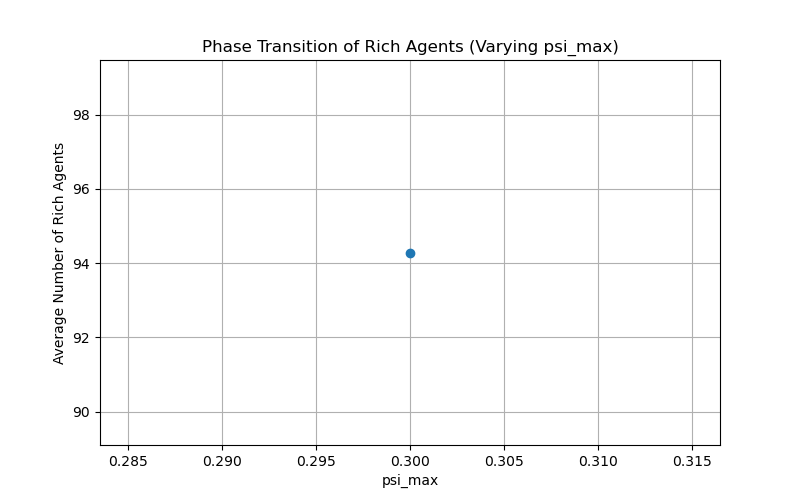 Phase Transition of Rich Agents (Varying psi_max)
Average Number of Rich Agents
98
96
94
92
90
0.285 0.290 0.295 0.300 0.305 0.310 0.315
psi_max